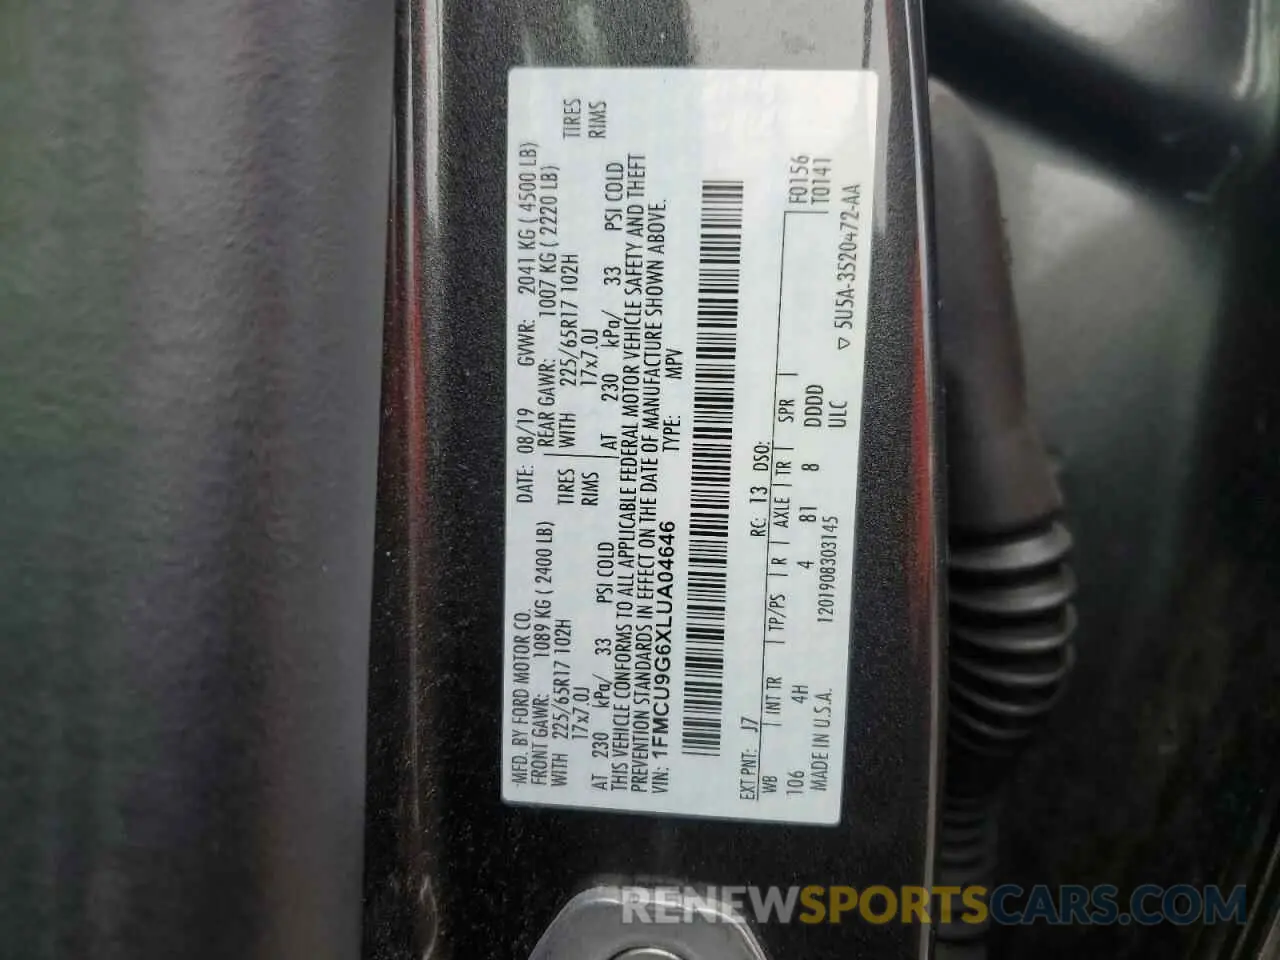 MFD. BY FORD MOTOR CO. DATE: 08/19 GVWR: 2041 KG ( 4500 LB)
FRONT GAWR: 1089 KG ( 2400 LB) REAR GAWR: 1007 KG ( 2220 LB)
WITH 225/65R17 102H TIRES WITH 225/65R17 102H TIRES
17x7.0J RIMS 17x7.0J RIMS
AT 230 kPa/ 33 PSI COLD AT 230 kPa/ 33 PSI COLD
THIS VEHICLE CONFORMS TO ALL APPLICABLE FEDERAL MOTOR VEHICLE SAFETY AND THEFT
PREVENTION STANDARDS IN EFFECT ON THE DATE OF MANUFACTURE SHOWN ABOVE.
VIN: 1FMCU9G6XLUA04646 TYPE: MPV
EXT PNT: J7 RC: 13 DSO: F0156
WB INT TR TP/PS R AXLE TR SPR T0141
106 4H 4 81 8 DDDD
MADE IN U.S.A. 1201908303145 ULC ▽ 5U5A-3520472-AA
RENEWSPORTSCARS.COM